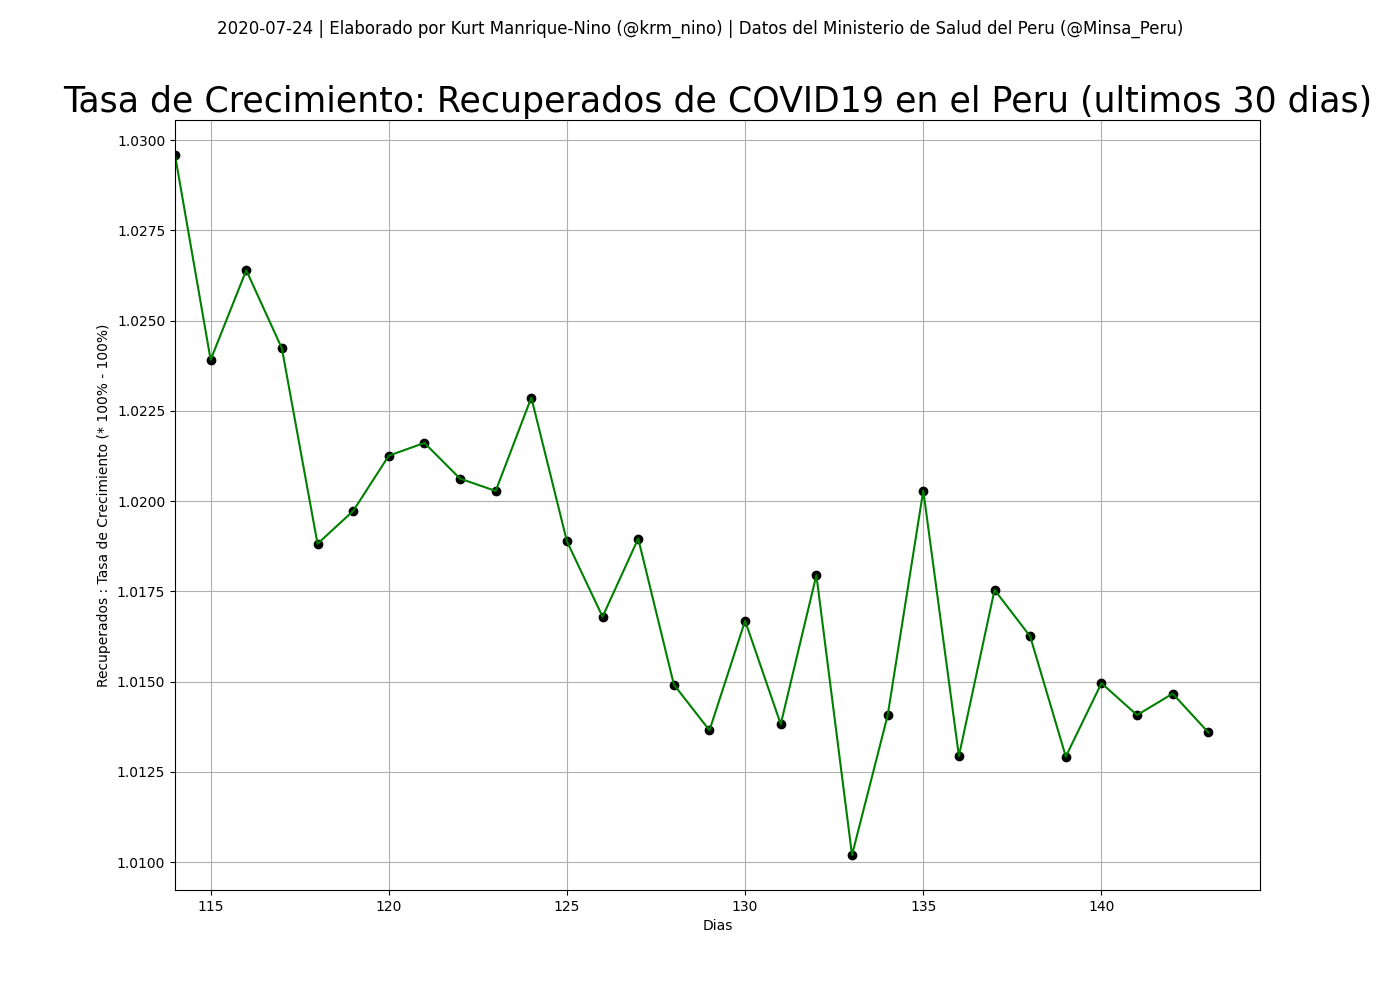 2020-07-24 | Elaborado por Kurt Manrique-Nino (@krm_nino) | Datos del Ministerio de Salud del Peru (@Minsa_Peru)
Tasa de Crecimiento: Recuperados de COVID19 en el Peru (ultimos 30 dias)
Recuperados : Tasa de Crecimiento (* 100% - 100%)
1.0300
1.0275
1.0250
1.0225
1.0200
1.0175
1.0150
1.0125
1.0100
115 120 125 130 135 140
Dias